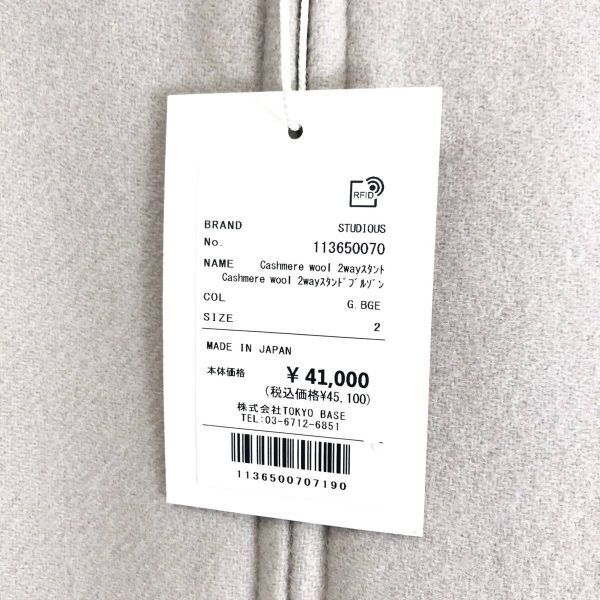 RFID
BRAND STUDIOUS
No. 113650070
NAME Cashmere wool 2wayｽﾀﾝﾄ
Cashmere wool 2wayｽﾀﾝﾄﾞﾌﾞﾙｿﾞﾝ
COL G.BGE
SIZE 2
MADE IN JAPAN
本体価格 ¥ 41,000
(税込価格¥45,100)
株式会社TOKYO BASE
TEL:03-6712-6851
1136500707190